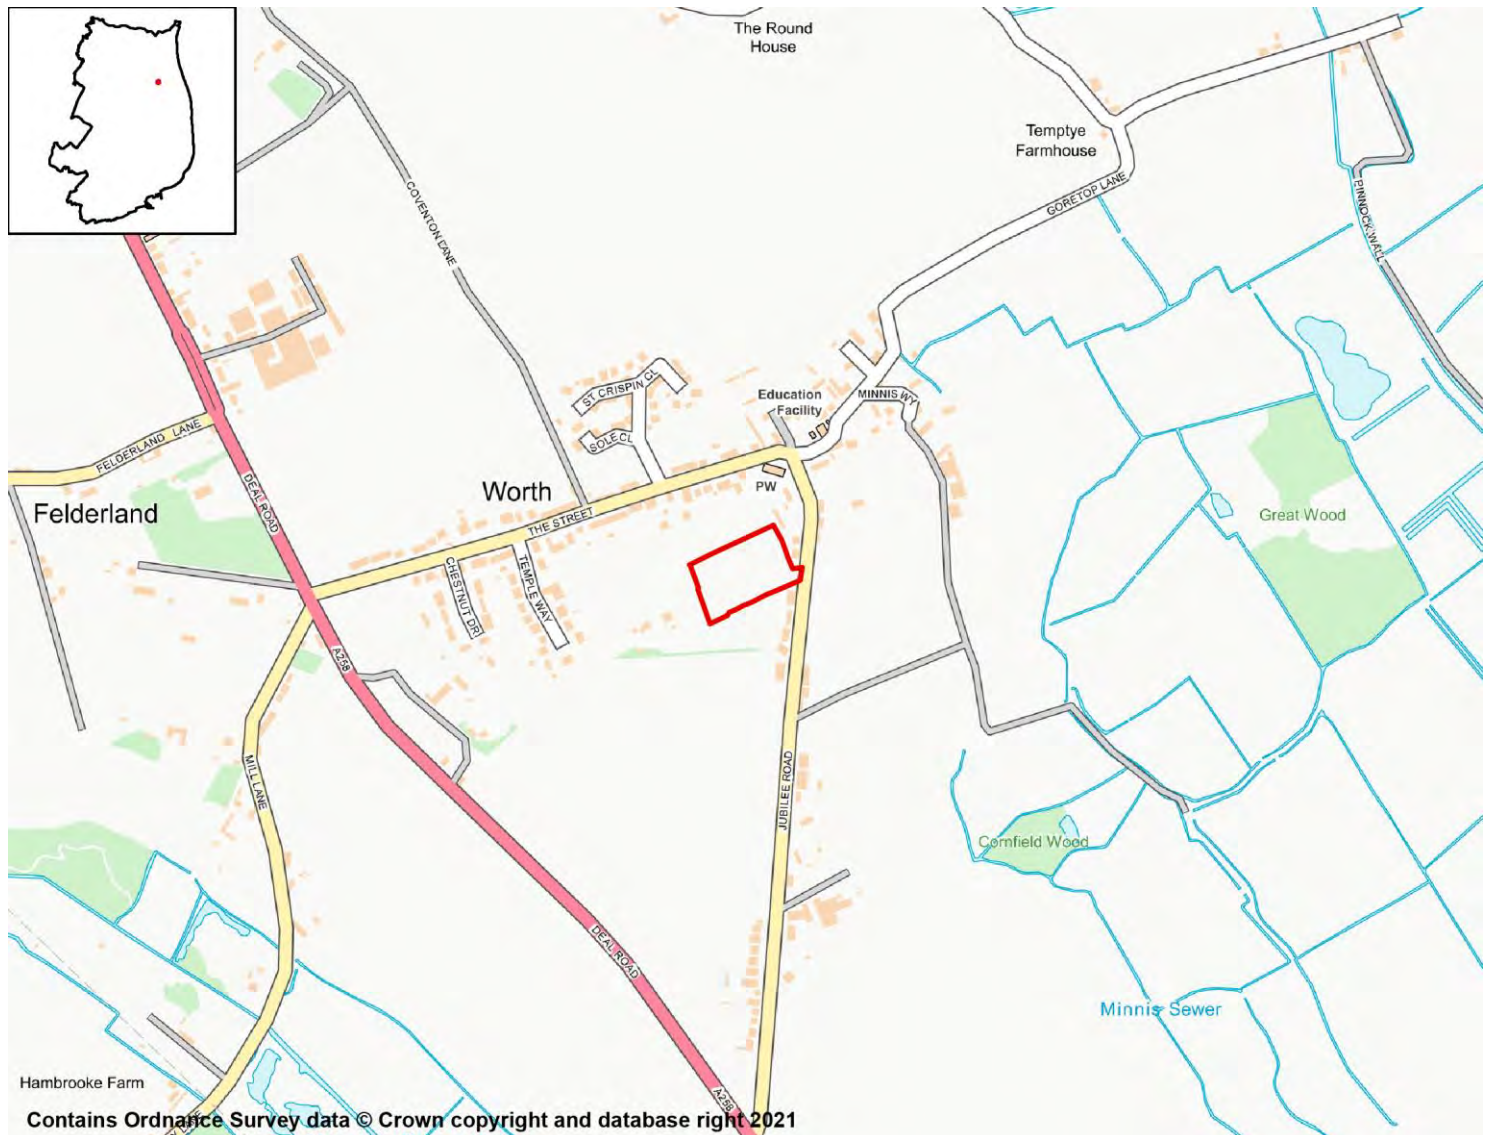 The Round
House
Temptye
Farmhouse
GORETOP LANE
PINNOCK WALL
COVENTON LANE
ST CRISPIN CL
Education
Facility
MINNIS WY
SOLE CL
FELDERLAND LANE
DEAL ROAD
Worth
PW
Felderland
THE STREET
Great Wood
CHESTNUT DR
TEMPLE WAY
A258
MILL LANE
JUBILEE ROAD
Cornfield Wood
DEAL ROAD
Minnis Sewer
Hambrooke Farm
A258
LANE
Contains Ordnance Survey data © Crown copyright and database right 2021